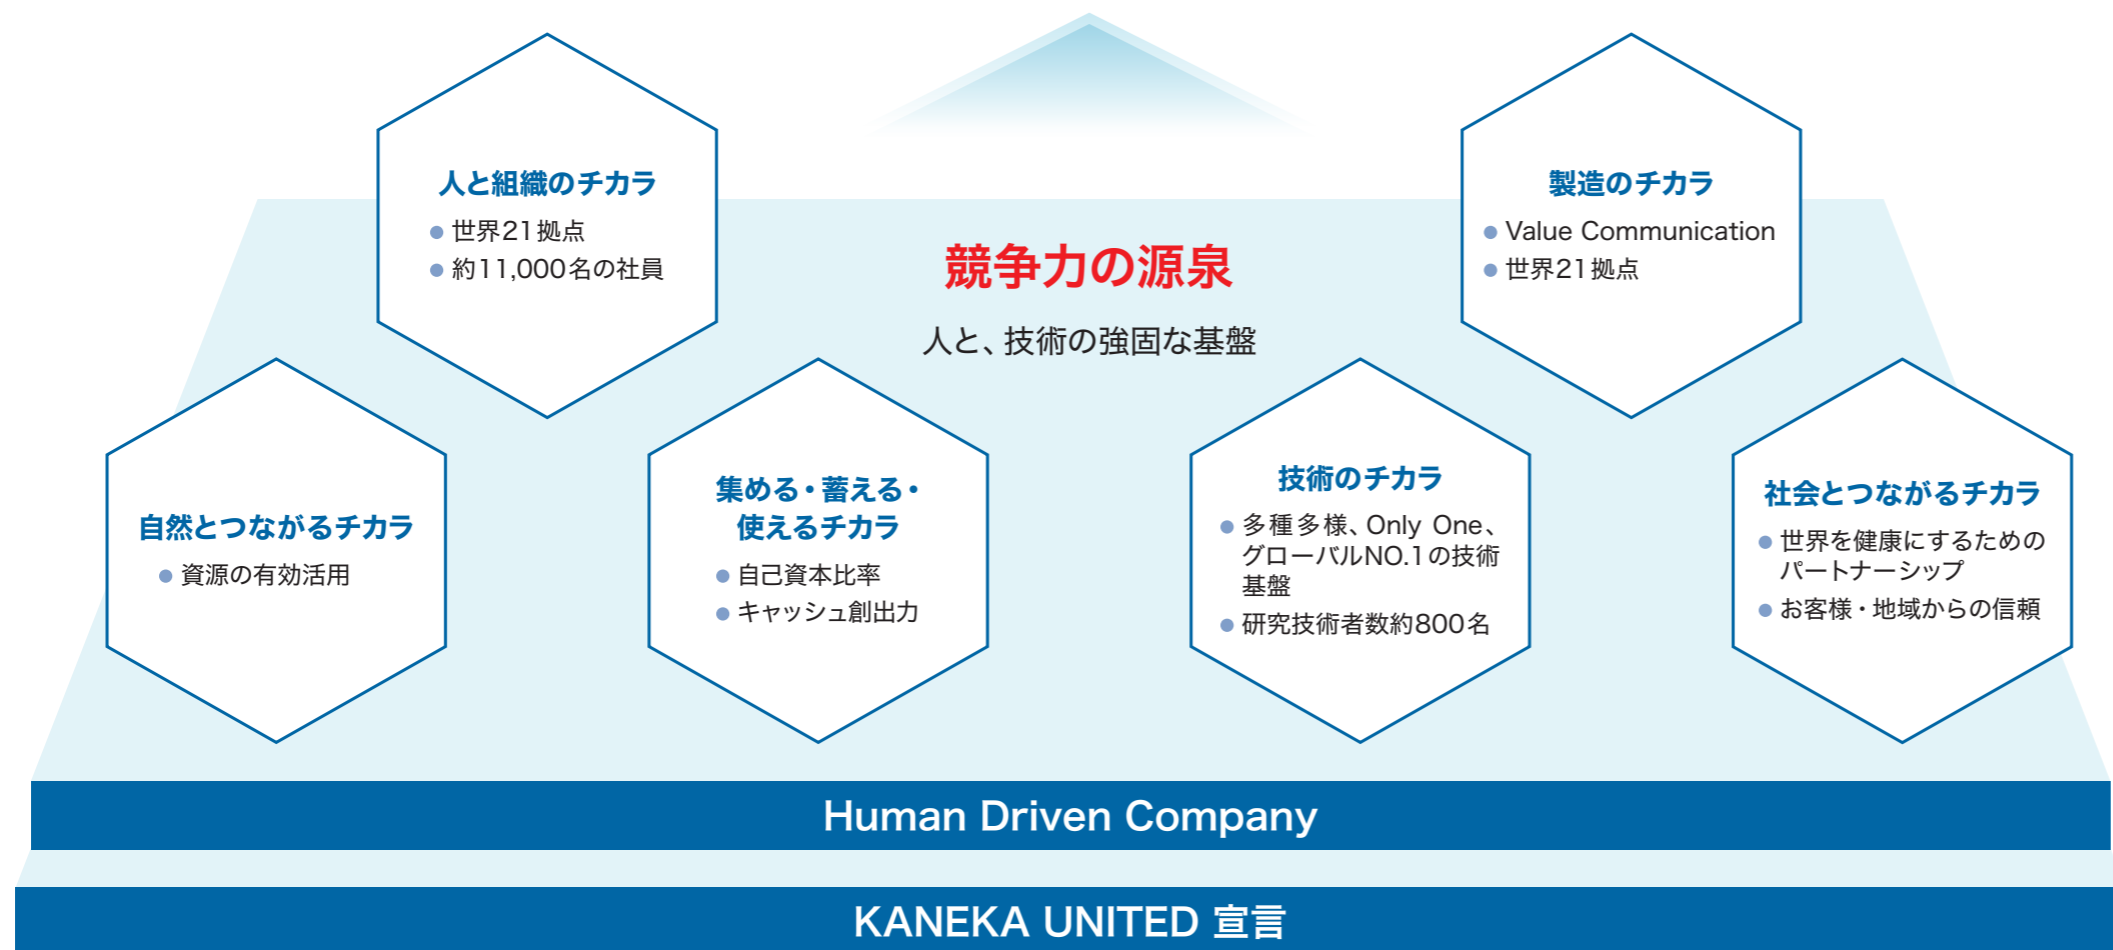 人と組織のチカラ
世界21拠点
約11,000名の社員
競争力の源泉
人と、技術の強固な基盤
製造のチカラ
Value Communication
世界21拠点
自然とつながるチカラ
資源の有効活用
集める・蓄える・
使えるチカラ
自己資本比率
キャッシュ創出力
技術のチカラ
多種多様、Only One、
グローバルNO.1の技術
基盤
研究技術者数約800名
社会とつながるチカラ
世界を健康にするための
パートナーシップ
お客様・地域からの信頼
Human Driven Company
KANEKA UNITED 宣言